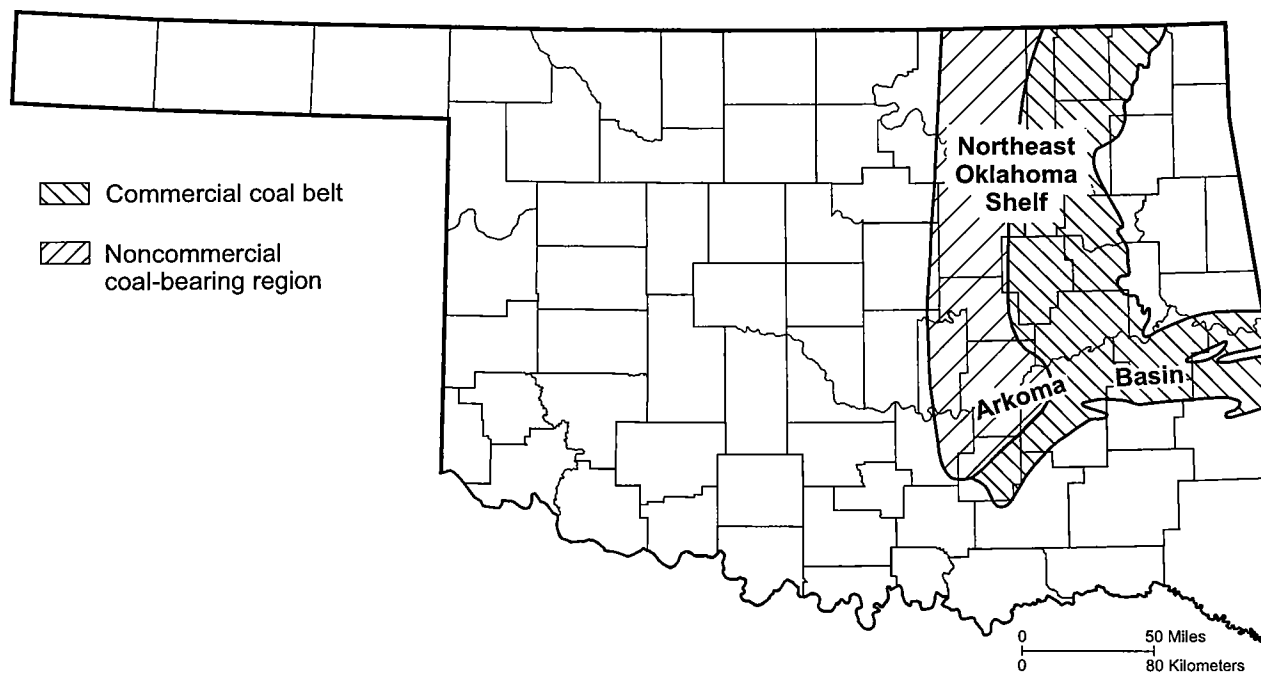 Northeast
Oklahoma
Shelf
Commercial coal belt
Noncommercial
coal-bearing region
Arkoma Basin
0 50 Miles
0 80 Kilometers